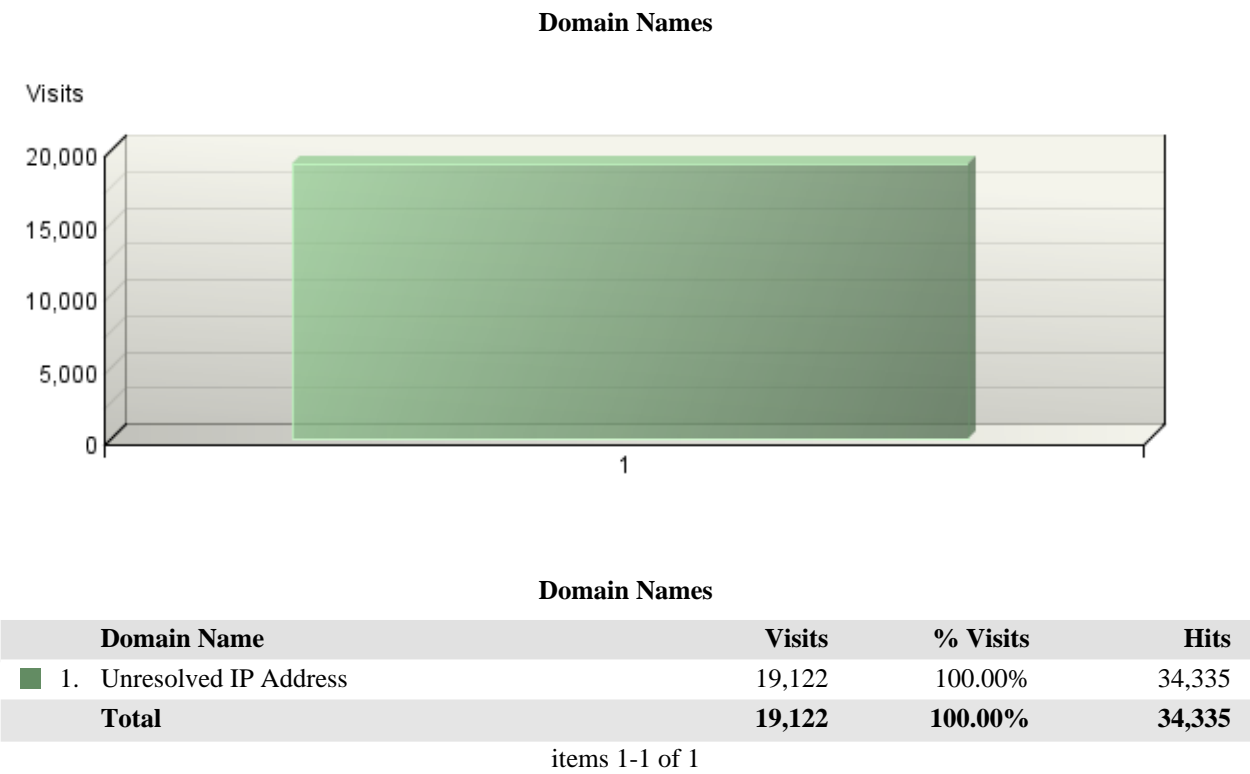 Domain Names
Visits
20,000
15,000
10,000
5,000
0
1
Domain Names
Domain Name Visits % Visits Hits
1. Unresolved IP Address 19,122 100.00% 34,335
Total 19,122 100.00% 34,335
items 1-1 of 1